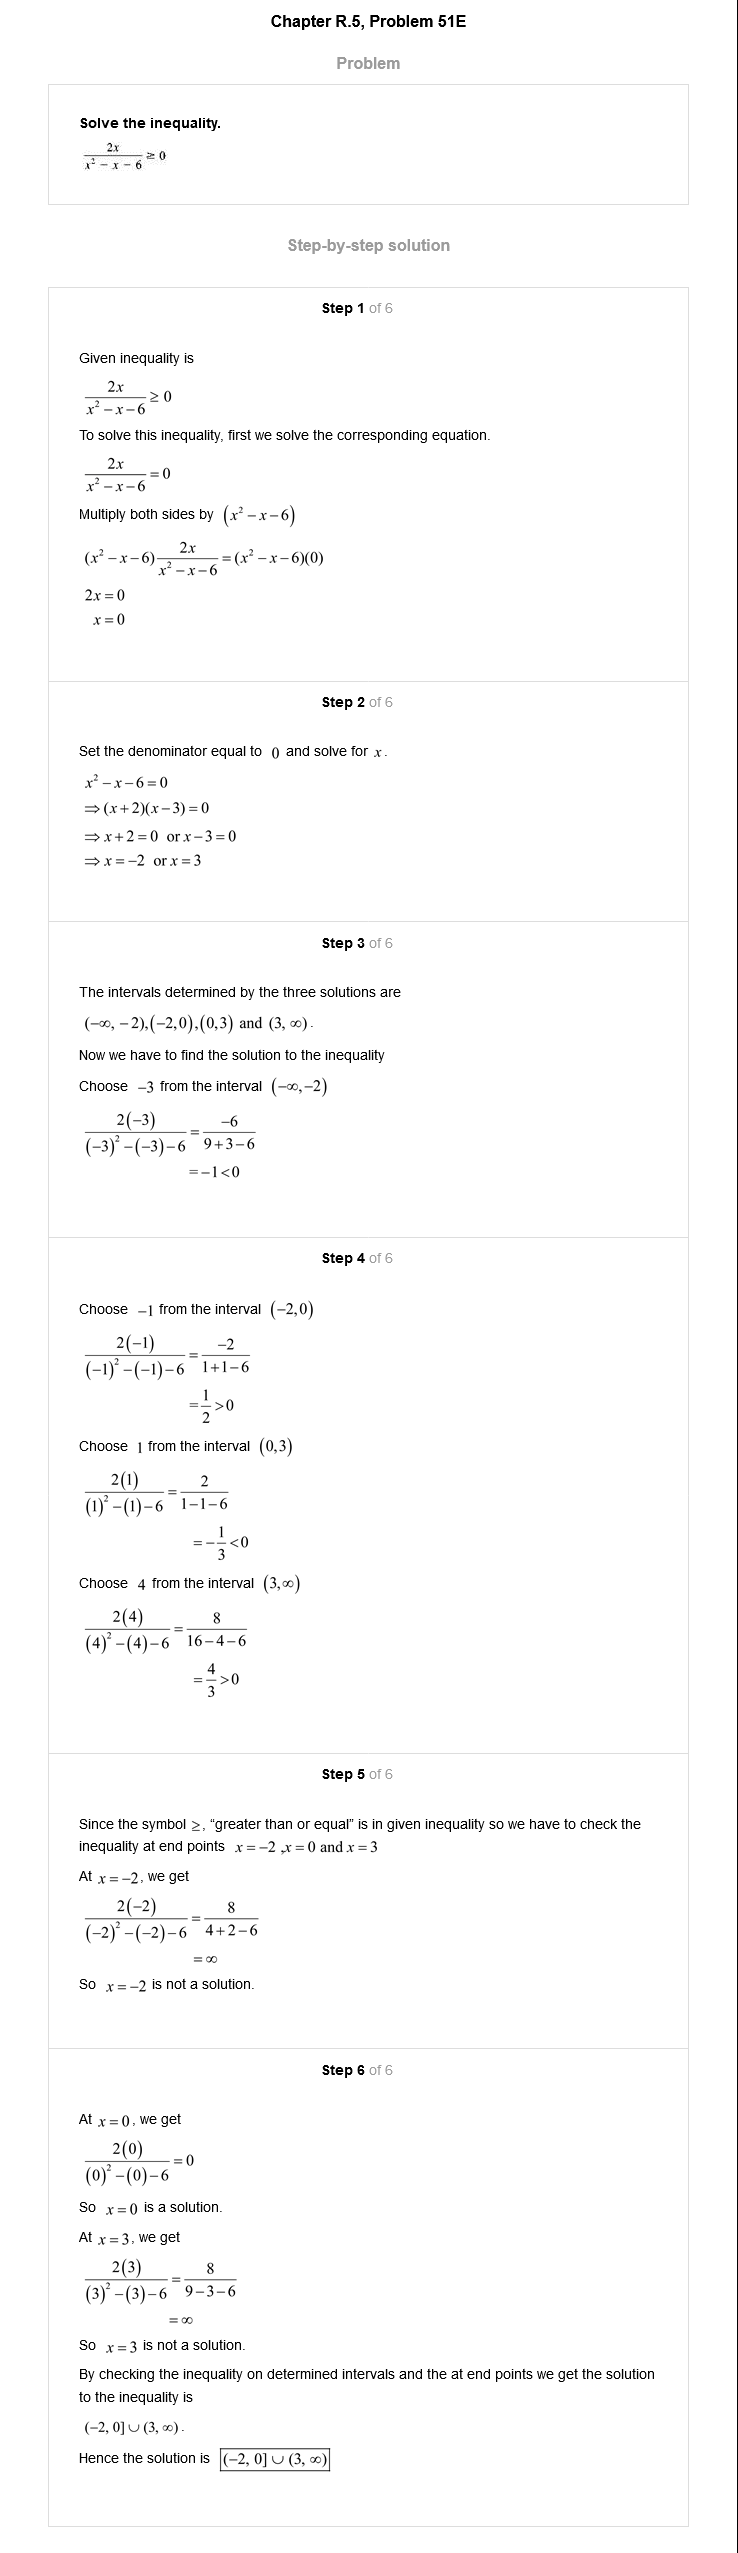 Chapter R.5, Problem 51E
Problem
Solve the inequality.
$\frac{2x}{x^2 - x - 6} \geq 0$
Step-by-step solution
Step 1 of 6
Given inequality is
$\frac{2x}{x^2 - x - 6} \geq 0$
To solve this inequality, first we solve the corresponding equation.
$\frac{2x}{x^2 - x - 6} = 0$
Multiply both sides by $(x^2 - x - 6)$
$(x^2 - x - 6)\frac{2x}{x^2 - x - 6} = (x^2 - x - 6)(0)$
$2x = 0$
$x = 0$
Step 2 of 6
Set the denominator equal to 0 and solve for $x$.
$x^2 - x - 6 = 0$
$\Rightarrow (x+2)(x-3) = 0$
$\Rightarrow x+2 = 0$ or $x-3 = 0$
$\Rightarrow x = -2$ or $x = 3$
Step 3 of 6
The intervals determined by the three solutions are
$(-\infty, -2), (-2, 0), (0, 3)$ and $(3, \infty)$.
Now we have to find the solution to the inequality
Choose $-3$ from the interval $(-\infty, -2)$
$\frac{2(-3)}{(-3)^2 - (-3) - 6} = \frac{-6}{9+3-6}$
$= -1 < 0$
Step 4 of 6
Choose $-1$ from the interval $(-2, 0)$
$\frac{2(-1)}{(-1)^2 - (-1) - 6} = \frac{-2}{1+1-6}$
$= \frac{1}{2} > 0$
Choose $1$ from the interval $(0, 3)$
$\frac{2(1)}{(1)^2 - (1) - 6} = \frac{2}{1-1-6}$
$= -\frac{1}{3} < 0$
Choose $4$ from the interval $(3, \infty)$
$\frac{2(4)}{(4)^2 - (4) - 6} = \frac{8}{16-4-6}$
$= \frac{4}{3} > 0$
Step 5 of 6
Since the symbol $\geq$, “greater than or equal” is in given inequality so we have to check the
inequality at end points $x = -2$ ,$x = 0$ and $x = 3$
At $x = -2$, we get
$\frac{2(-2)}{(-2)^2 - (-2) - 6} = \frac{8}{4+2-6}$
$= \infty$
So $x = -2$ is not a solution.
Step 6 of 6
At $x = 0$, we get
$\frac{2(0)}{(0)^2 - (0) - 6} = 0$
So $x = 0$ is a solution.
At $x = 3$, we get
$\frac{2(3)}{(3)^2 - (3) - 6} = \frac{8}{9-3-6}$
$= \infty$
So $x = 3$ is not a solution.
By checking the inequality on determined intervals and the at end points we get the solution
to the inequality is
$(-2, 0] \cup (3, \infty)$.
Hence the solution is $(-2, 0] \cup (3, \infty)$